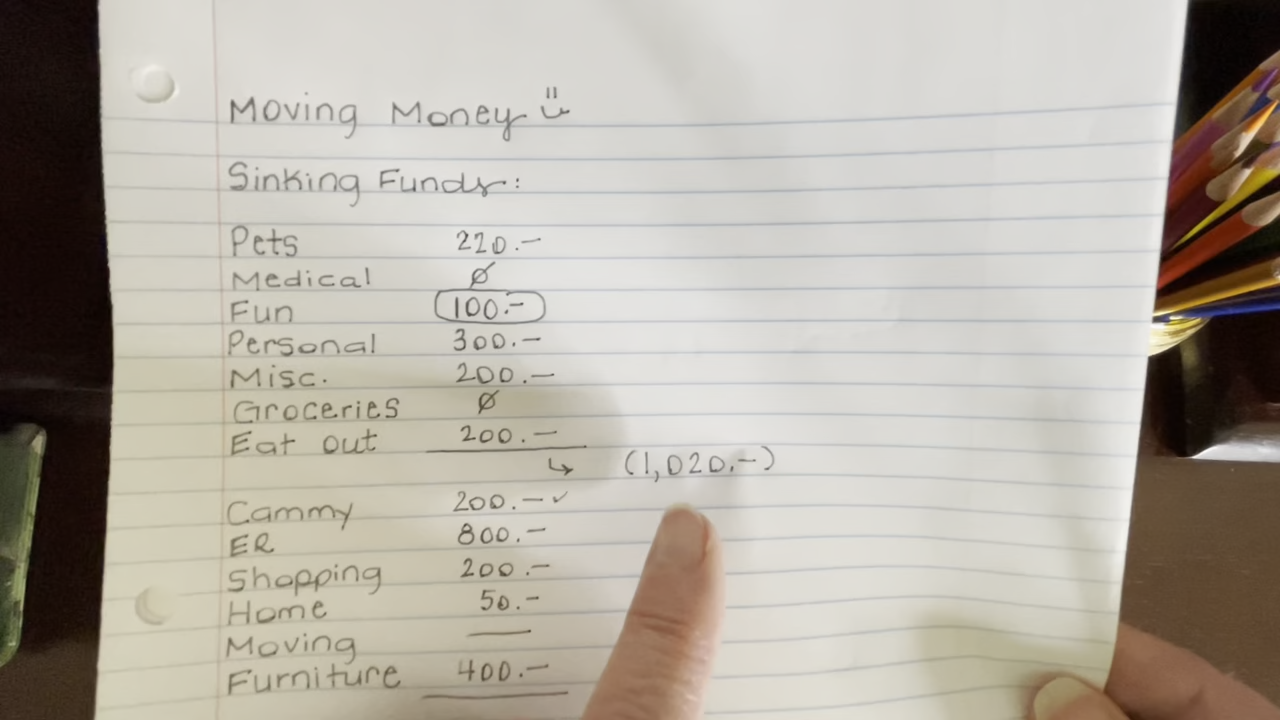 Moving Money
Sinking Funds:
Pets 220.—
Medical Ø
Fun 100.—
Personal 300.—
Misc. 200.—
Groceries Ø
Eat out 200.—
↳ (1,020.—)
Cammy 200.— ✓
ER 800.—
Shopping 200.—
Home 50.—
Moving —
Furniture 400.—